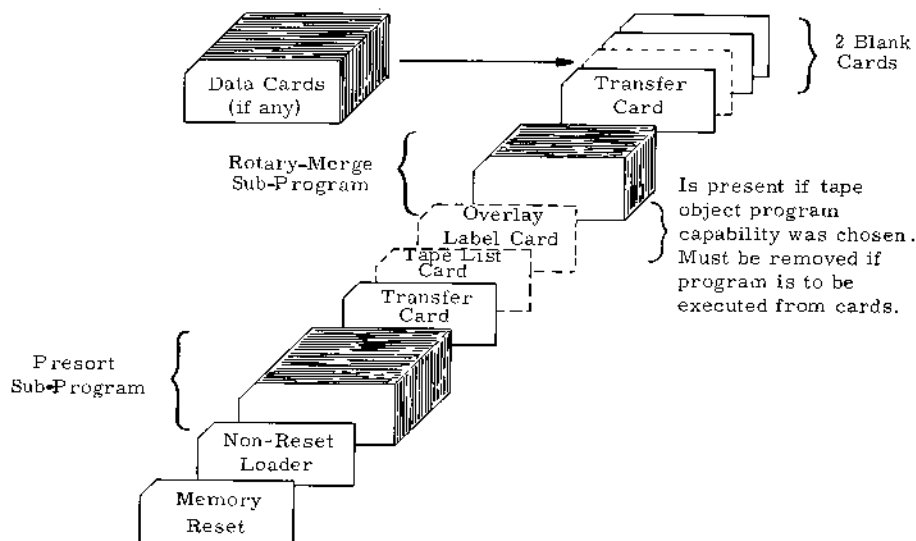 2 Blank
Cards
Data Cards
(if any)
Transfer
Card
Rotary-Merge
Sub-Program
Is present if tape
object program
capability was chosen.
Must be removed if
program is to be
executed from cards.
Overlay
Label Card
Tape List
Card
Transfer
Card
Presort
Sub-Program
Non-Reset
Loader
Memory
Reset